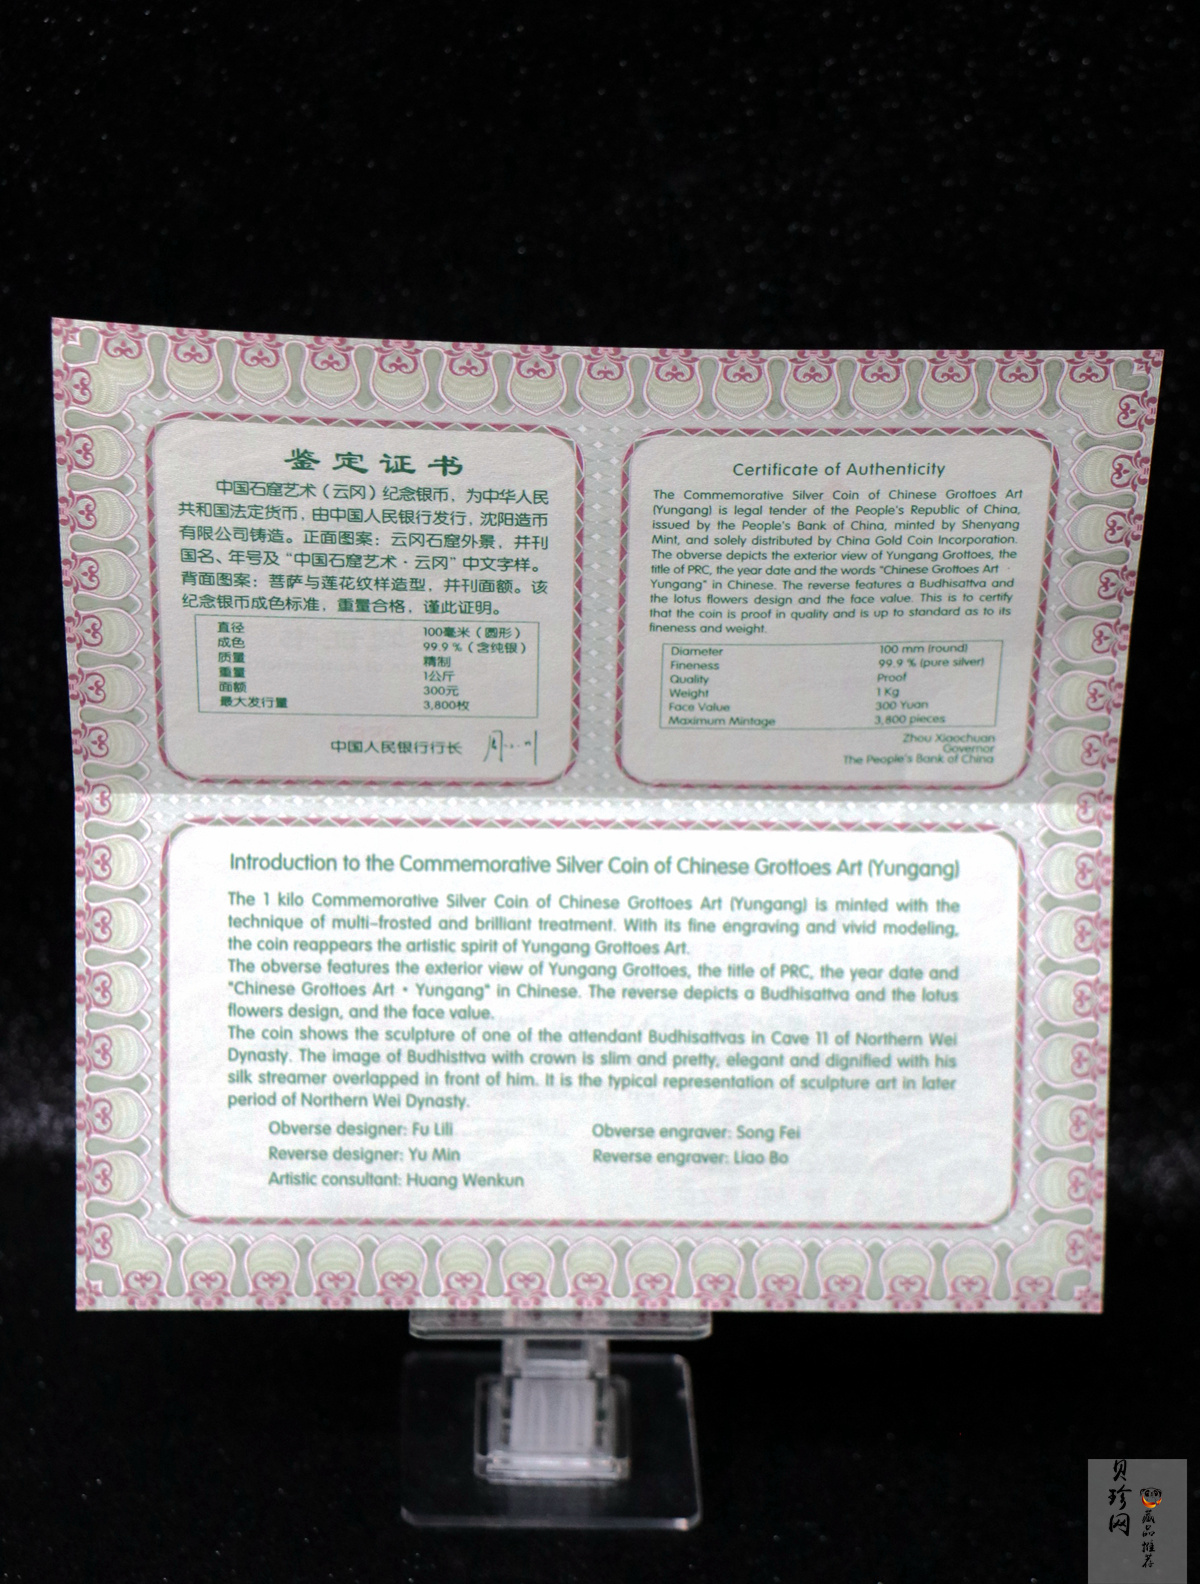 鉴定证书
中国石窟艺术（云冈）纪念银币，为中华人民
共和国法定货币，由中国人民银行发行，沈阳造币
有限公司铸造。正面图案：云冈石窟外景，并刊
国名、年号及“中国石窟艺术·云冈”中文字样。
背面图案：菩萨与莲花纹样造型，并刊面额。该
纪念银币成色标准，重量合格，谨此证明。
直径 100毫米（圆形）
成色 99.9％（含纯银）
质量 精制
重量 1公斤
面额 300元
最大发行量 3,800枚
中国人民银行行长
Certificate of Authenticity
The Commemorative Silver Coin of Chinese Grottoes Art
(Yungang) is legal tender of the People's Republic of China,
issued by the People's Bank of China, minted by Shenyang
Mint, and solely distributed by China Gold Coin Incorporation.
The obverse depicts the exterior view of Yungang Grottoes, the
title of PRC, the year date and the words "Chinese Grottoes Art ·
Yungang" in Chinese. The reverse features a Budhisattva and
the lotus flowers design and the face value. This is to certify
that the coin is proof in quality and is up to standard as to its
fineness and weight.
Diameter 100 mm (round)
Fineness 99.9 % (pure silver)
Quality Proof
Weight 1 Kg
Face Value 300 Yuan
Maximum Mintage 3,800 pieces
Zhou Xiaochuan
Governor
The People's Bank of China
Introduction to the Commemorative Silver Coin of Chinese Grottoes Art (Yungang)
The 1 kilo Commemorative Silver Coin of Chinese Grottoes Art (Yungang) is minted with the
technique of multi-frosted and brilliant treatment. With its fine engraving and vivid modeling,
the coin reappears the artistic spirit of Yungang Grottoes Art.
The obverse features the exterior view of Yungang Grottoes, the title of PRC, the year date and
"Chinese Grottoes Art · Yungang" in Chinese. The reverse depicts a Budhisattva and the lotus
flowers design, and the face value.
The coin shows the sculpture of one of the attendant Budhisattvas in Cave 11 of Northern Wei
Dynasty. The image of Budhisttva with crown is slim and pretty, elegant and dignified with his
silk streamer overlapped in front of him. It is the typical representation of sculpture art in later
period of Northern Wei Dynasty.
Obverse designer: Fu Lili Obverse engraver: Song Fei
Reverse designer: Yu Min Reverse engraver: Liao Bo
Artistic consultant: Huang Wenkun
贝珍网
藏品推荐